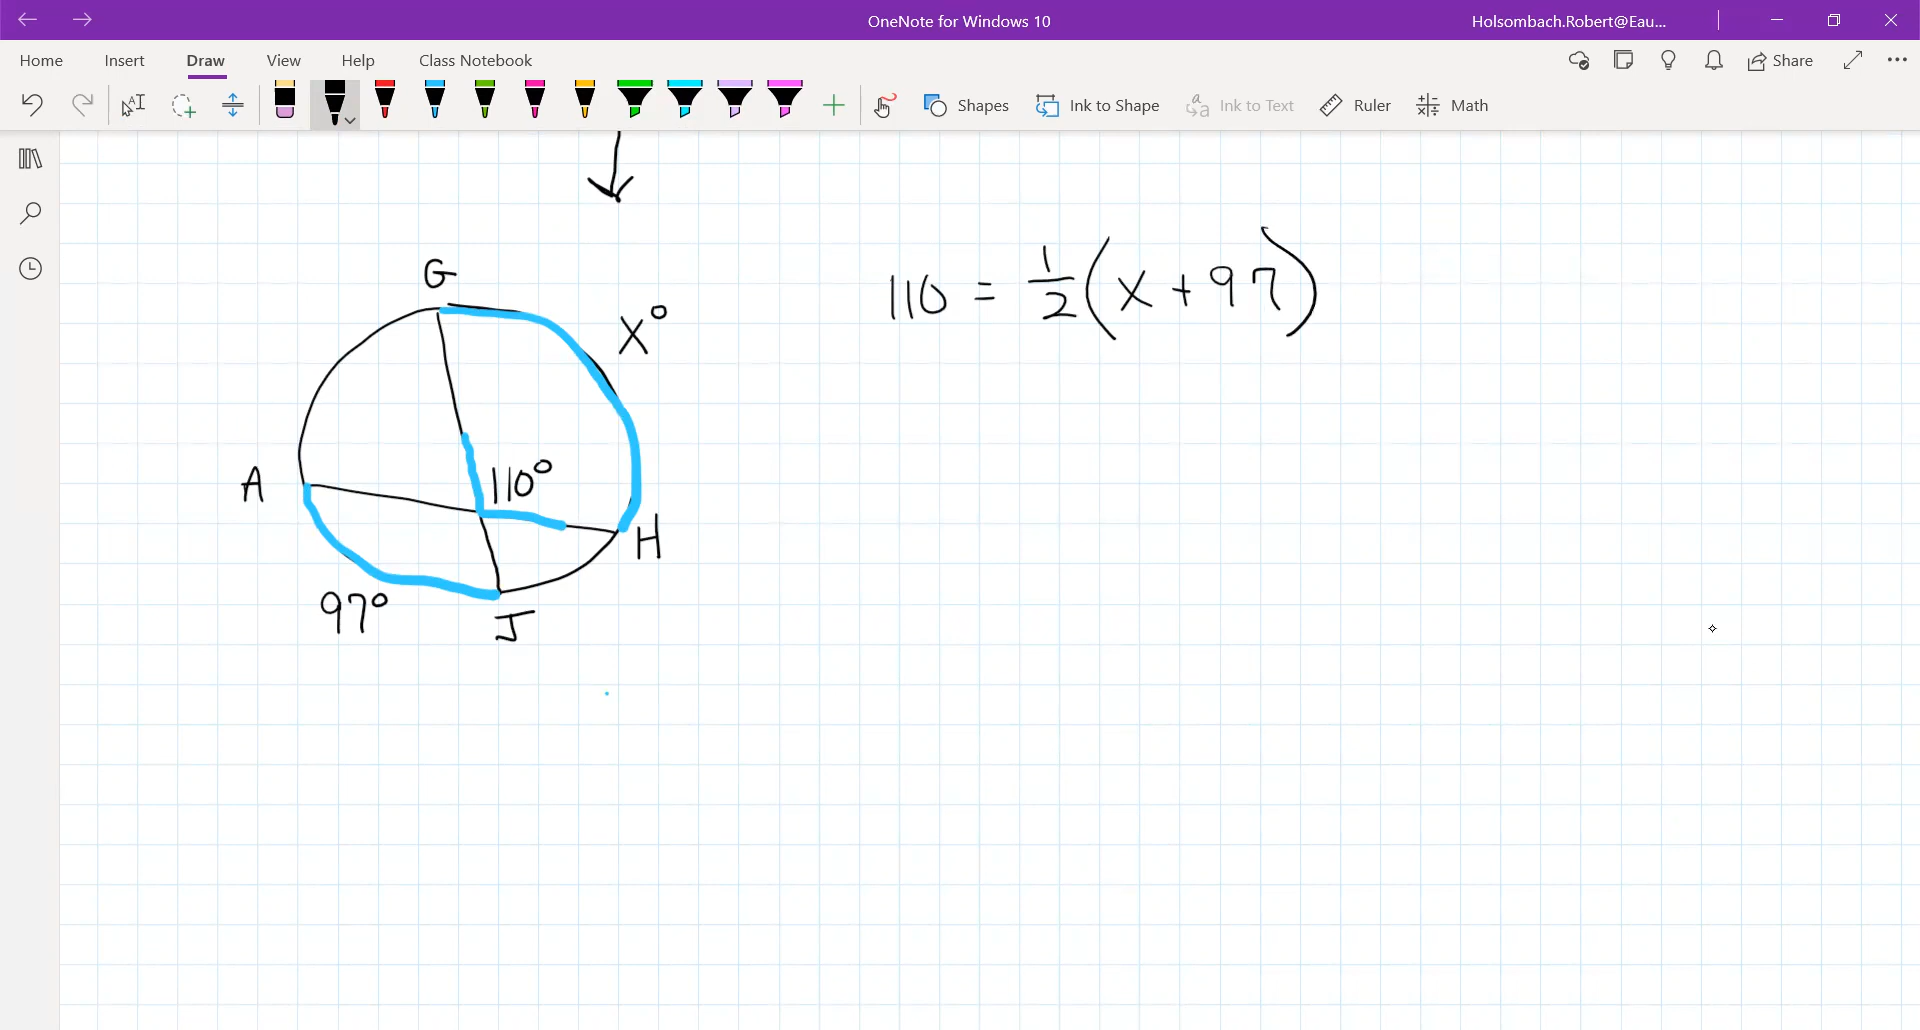 OneNote for Windows 10
Holsombach.Robert@Eau...
Home Insert Draw View Help Class Notebook
Share
Shapes Ink to Shape Ink to Text Ruler Math
G
110 = 1/2 (x + 97)
x°
A
110°
H
97°
J